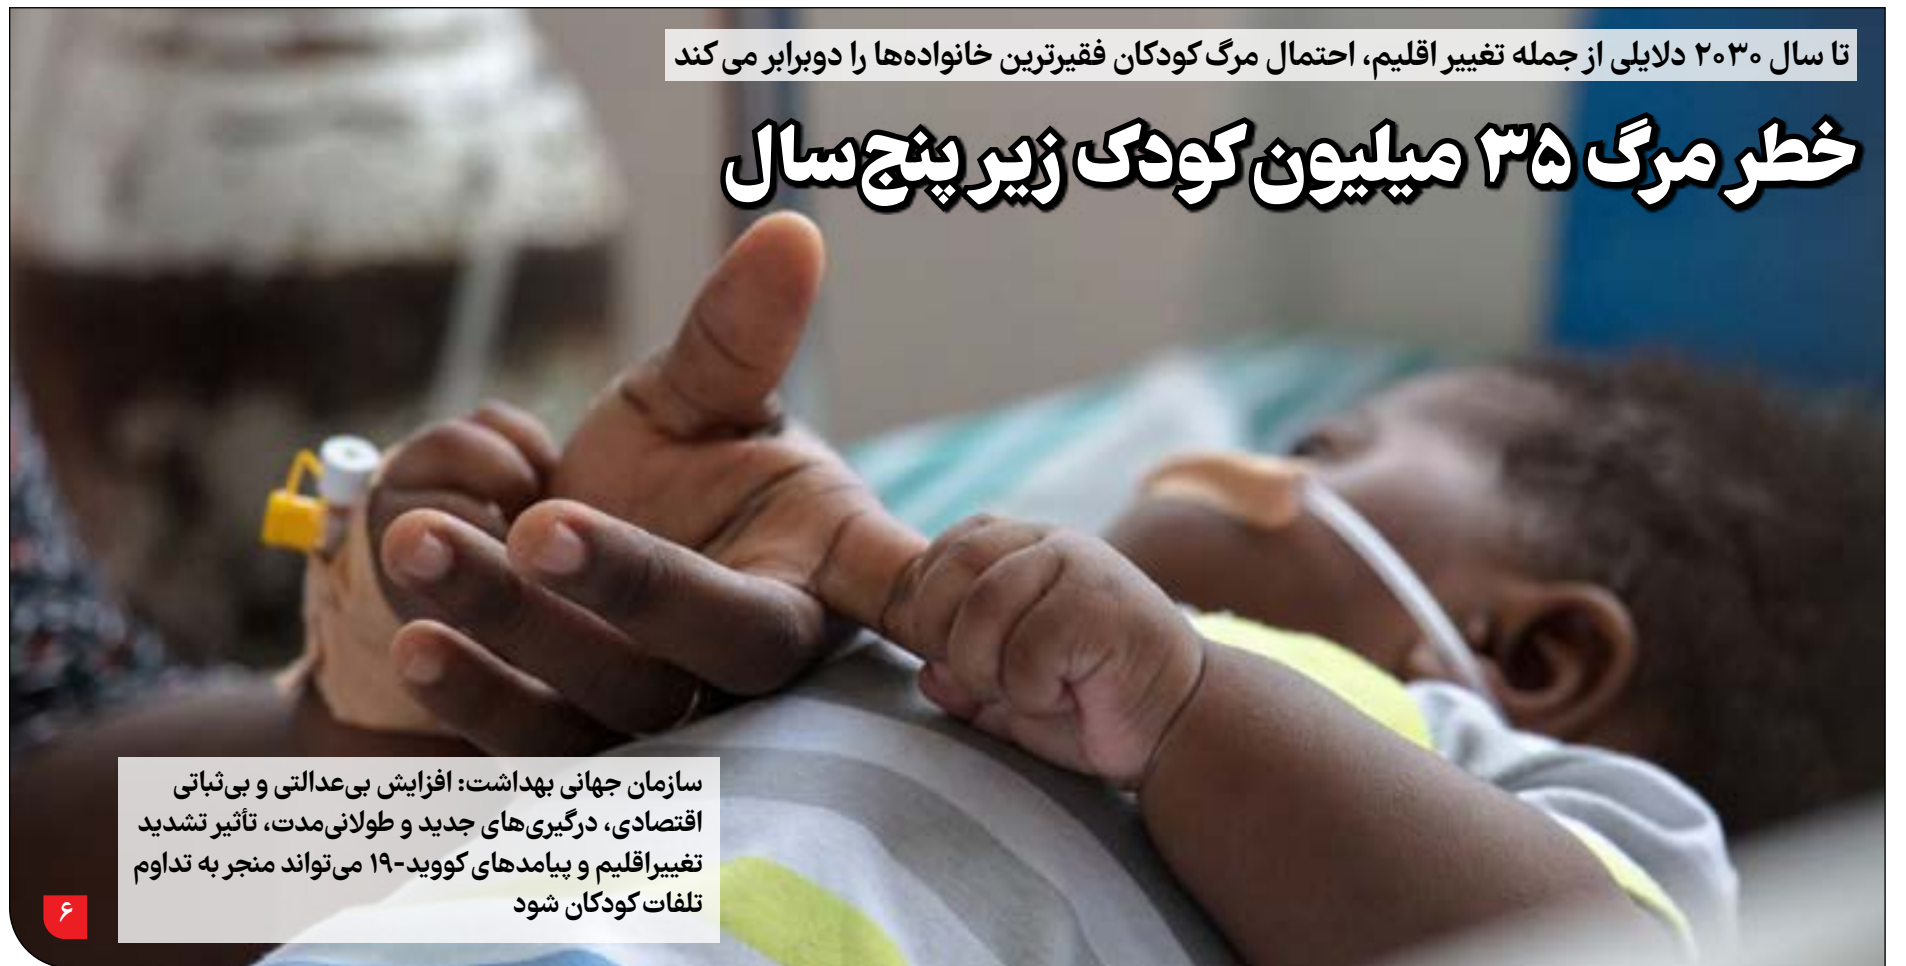 تا سال ۲۰۳۰ دلایلی از جمله تغییر اقلیم، احتمال مرگ کودکان فقیرترین خانواده‌ها را دوبرابر می کند
خطر مرگ ۳۵ میلیون کودک زیر پنج‌سال
سازمان جهانی بهداشت: افزایش بی‌عدالتی و بی‌ثباتی
اقتصادی، درگیری‌های جدید و طولانی‌مدت، تأثیر تشدید
تغییراقلیم و پیامدهای کووید-۱۹ می‌تواند منجر به تداوم
تلفات کودکان شود
۶